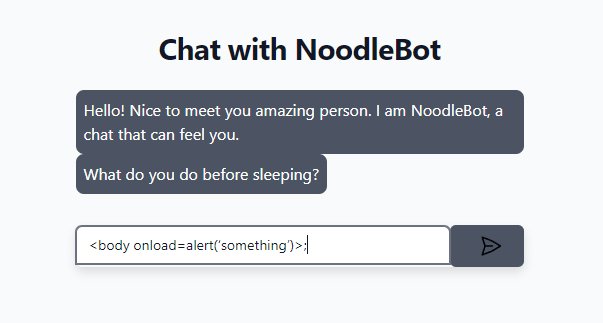 Chat with NoodleBot
Hello! Nice to meet you amazing person. I am NoodleBot, a
chat that can feel you.
What do you do before sleeping?
<body onload=alert('something')>;